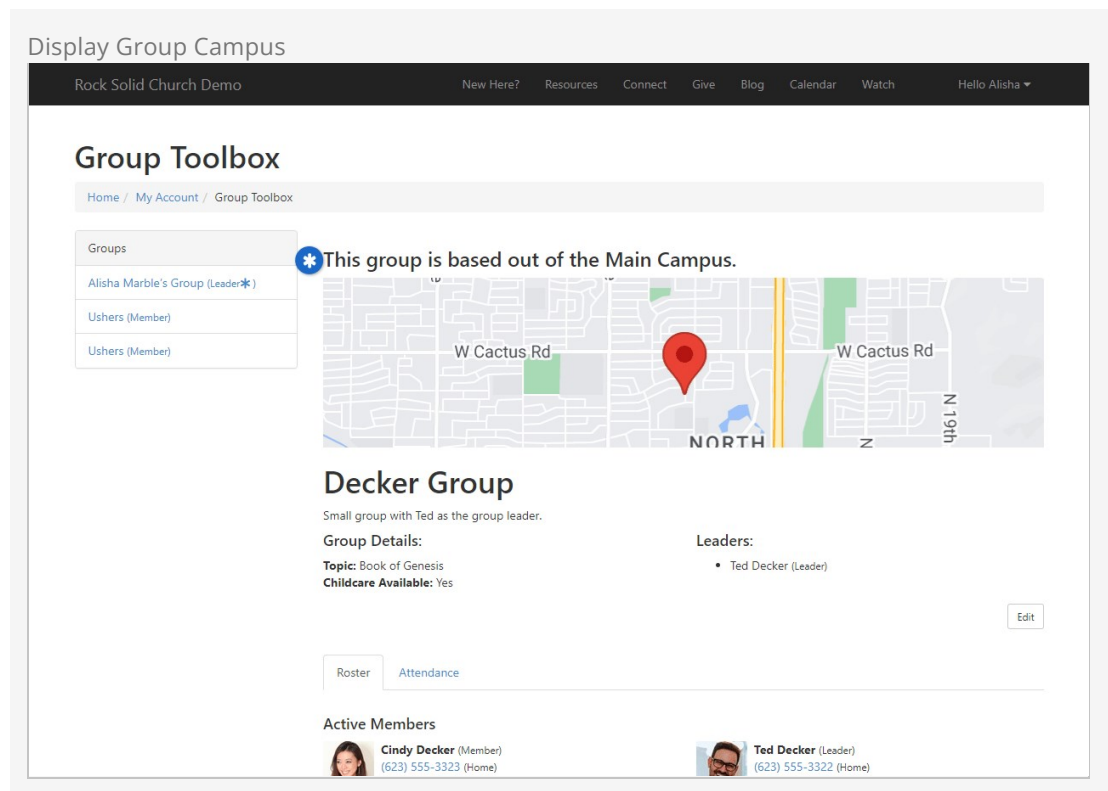 Display Group Campus
Rock Solid Church Demo New Here? Resources Connect Give Blog Calendar Watch Hello Alisha
Group Toolbox
Home / My Account / Group Toolbox
Groups
Alisha Marble's Group (Leader✱)
Ushers (Member)
Ushers (Member)
This group is based out of the Main Campus.
W Cactus Rd
W Cactus Rd
N 19th
NORTH
N
Decker Group
Small group with Ted as the group leader.
Group Details:
Topic: Book of Genesis
Childcare Available: Yes
Leaders:
• Ted Decker (Leader)
Edit
Roster Attendance
Active Members
Cindy Decker (Member)
(623) 555-3323 (Home)
Ted Decker (Leader)
(623) 555-3322 (Home)